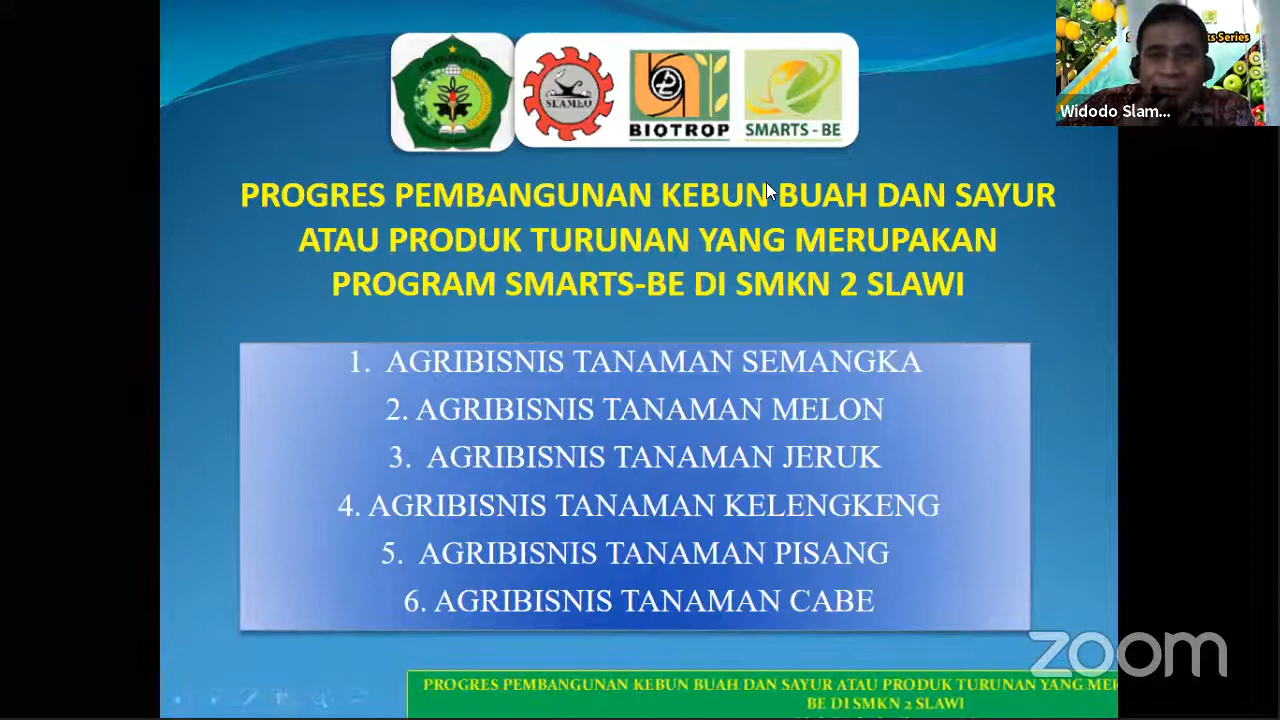 SLAMEO
BIOTROP
SMARTS - BE
ks Series
Widodo Slam...
PROGRES PEMBANGUNAN KEBUN BUAH DAN SAYUR
ATAU PRODUK TURUNAN YANG MERUPAKAN
PROGRAM SMARTS-BE DI SMKN 2 SLAWI
1. AGRIBISNIS TANAMAN SEMANGKA
2. AGRIBISNIS TANAMAN MELON
3. AGRIBISNIS TANAMAN JERUK
4. AGRIBISNIS TANAMAN KELENGKENG
5. AGRIBISNIS TANAMAN PISANG
6. AGRIBISNIS TANAMAN CABE
zoom
PROGRES PEMBANGUNAN KEBUN BUAH DAN SAYUR ATAU PRODUK TURUNAN YANG MER
BE DI SMKN 2 SLAWI